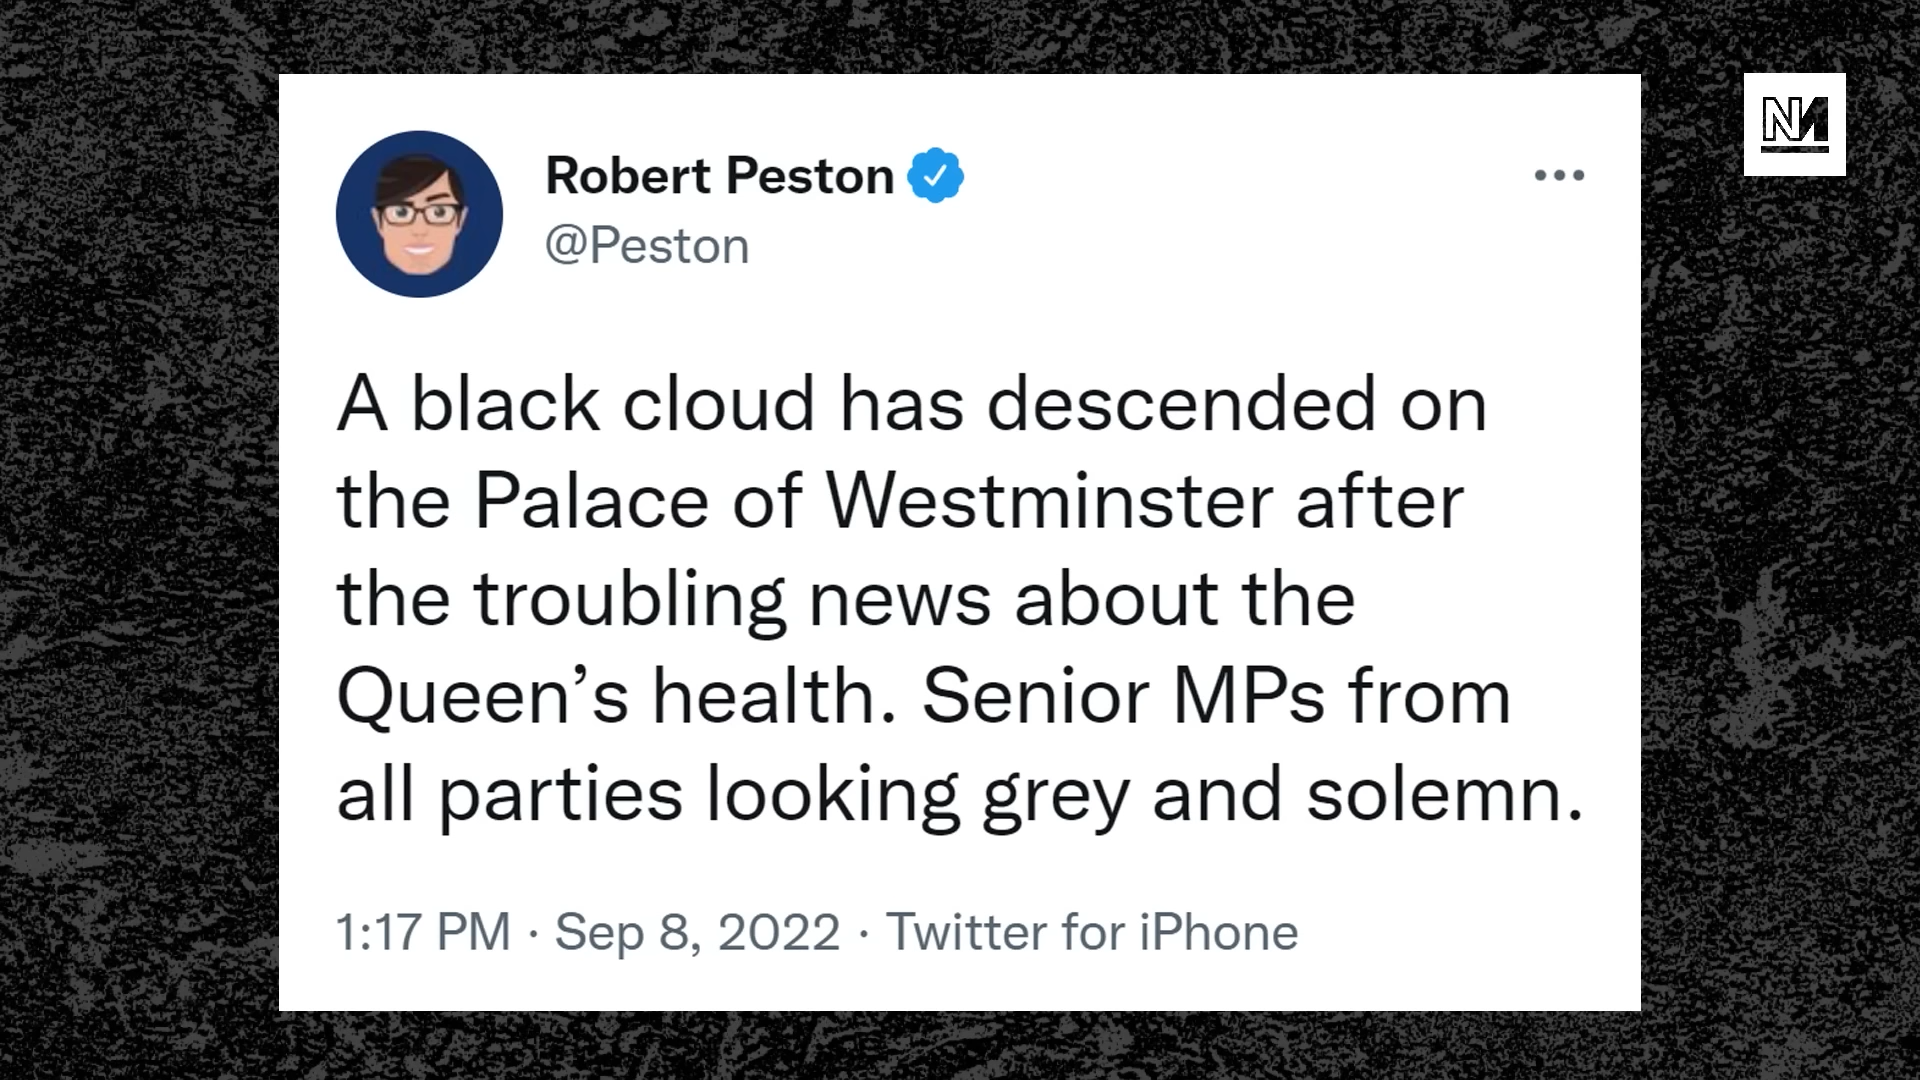 Robert Peston
@Peston
A black cloud has descended on
the Palace of Westminster after
the troubling news about the
Queen’s health. Senior MPs from
all parties looking grey and solemn.
1:17 PM · Sep 8, 2022 · Twitter for iPhone